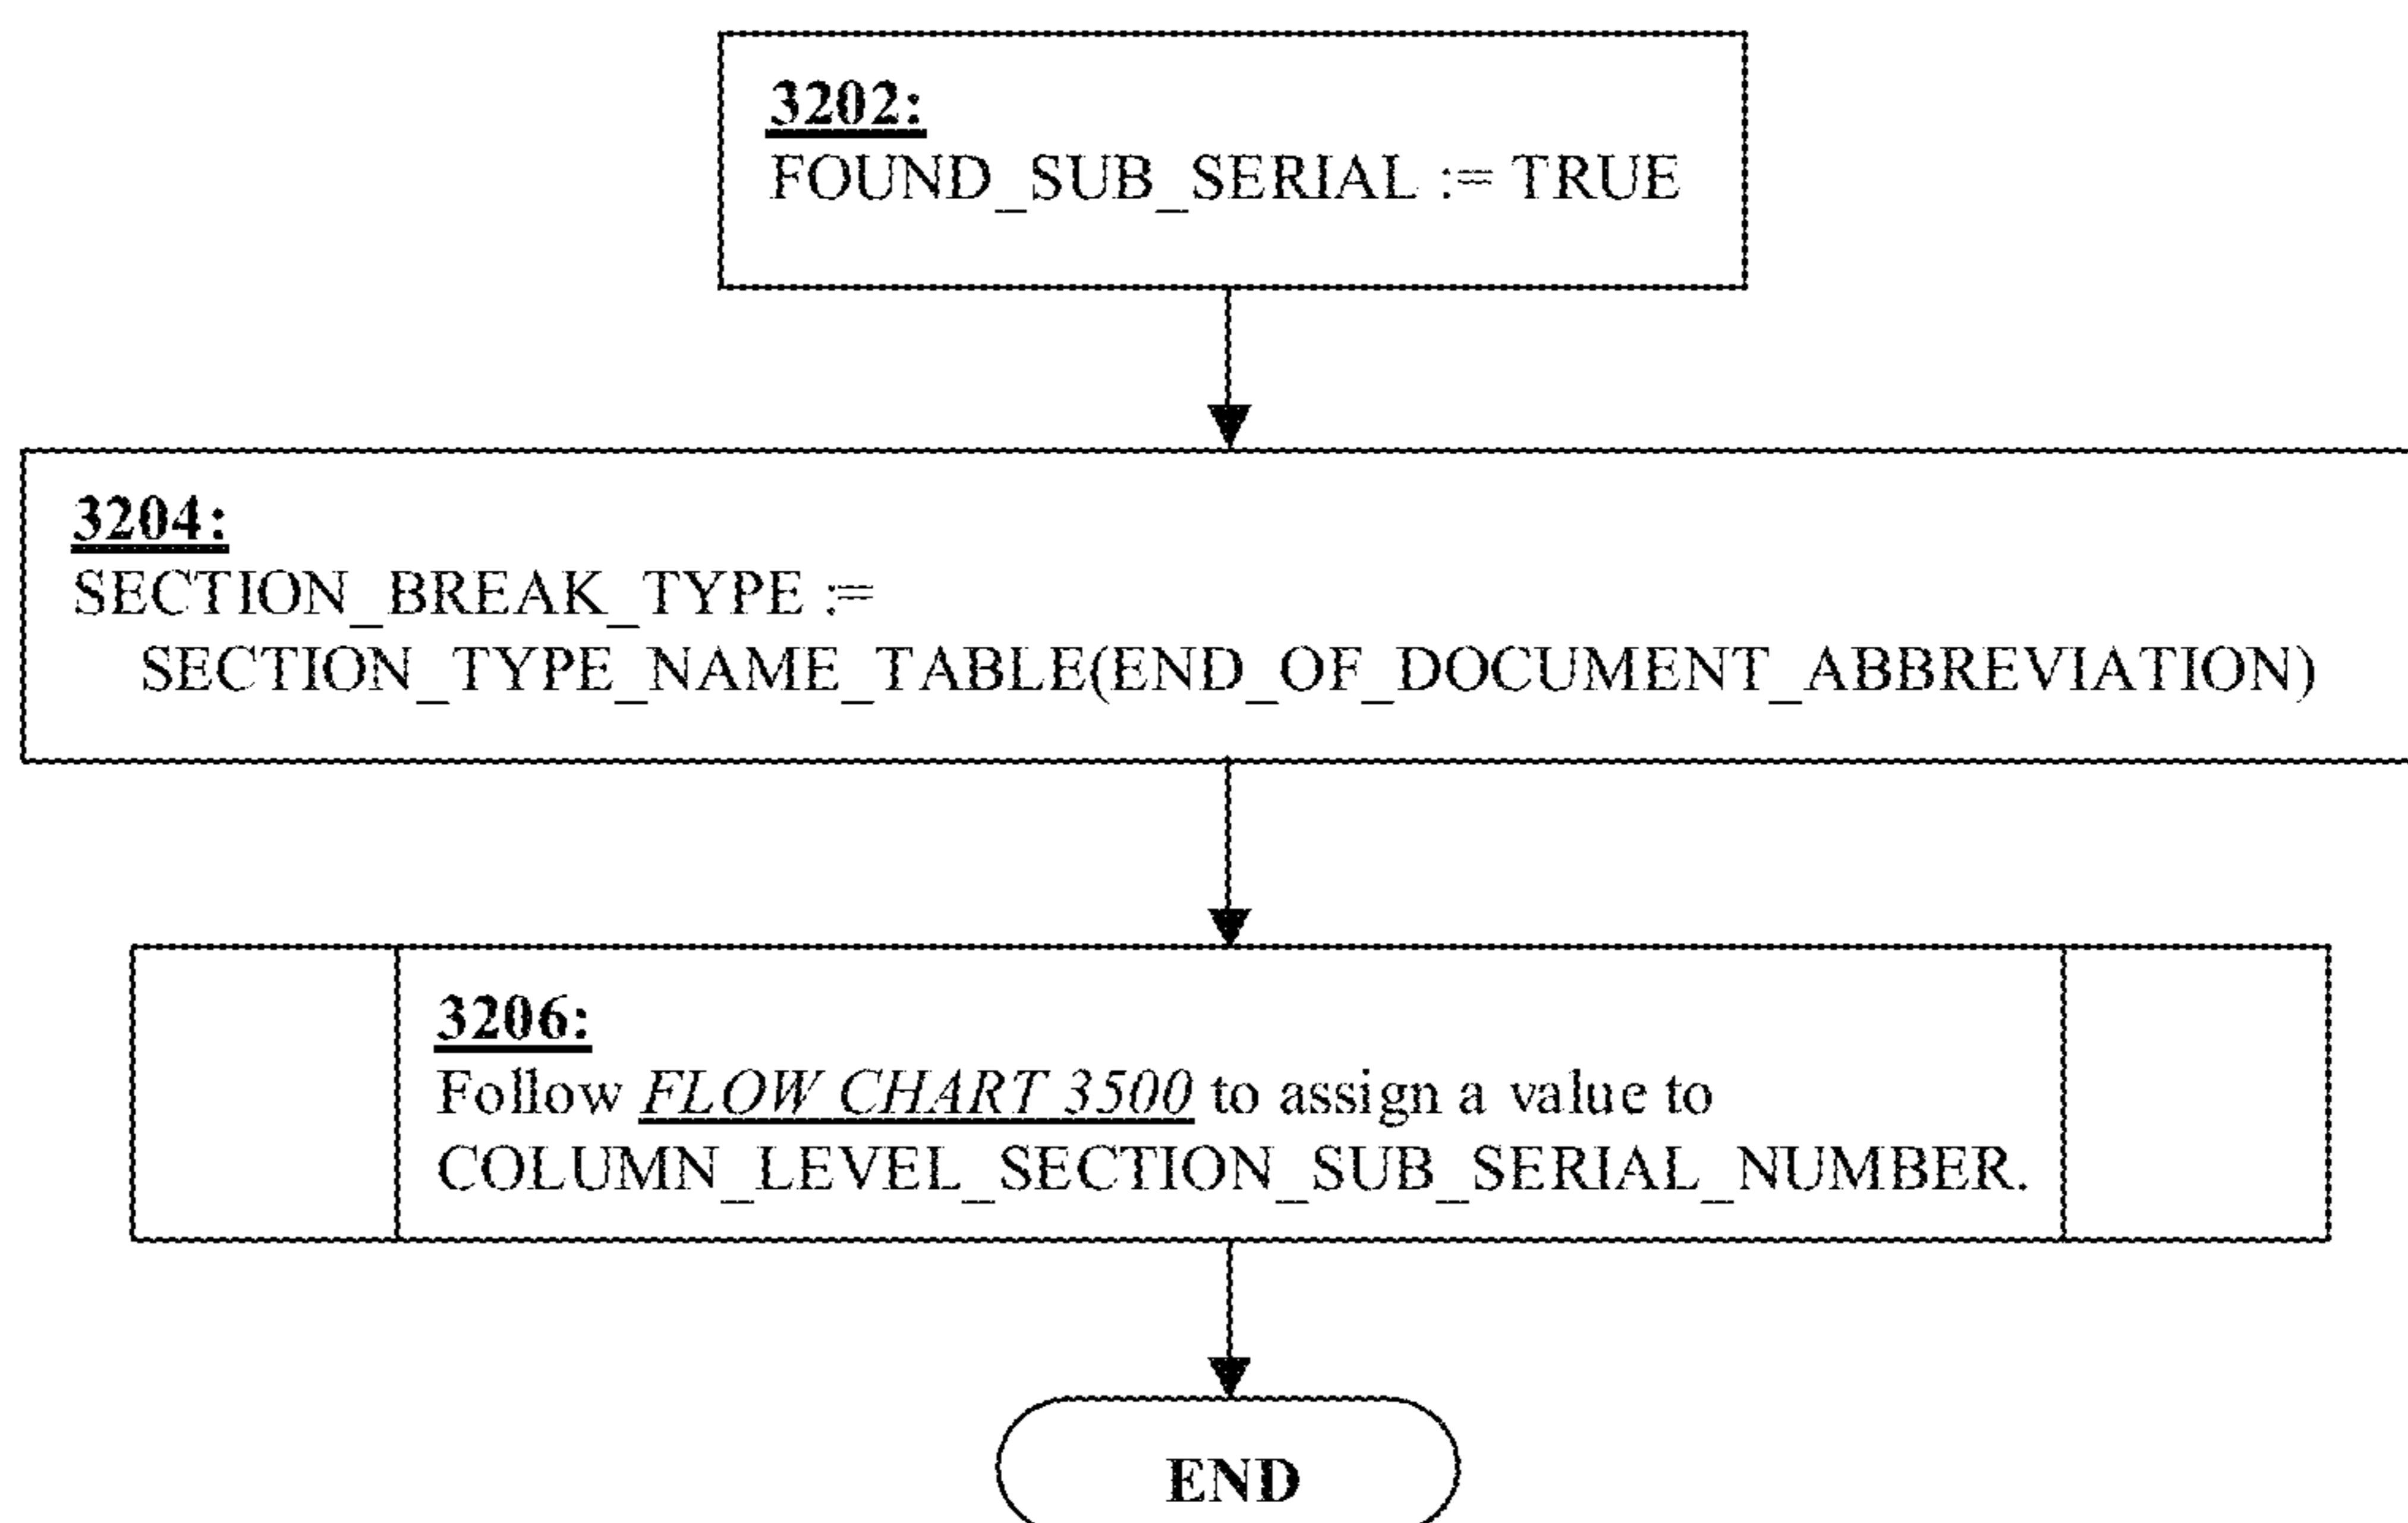 3202:
FOUND_SUB_SERIAL := TRUE
3204:
SECTION_BREAK_TYPE :=
SECTION_TYPE_NAME_TABLE(END_OF_DOCUMENT_ABBREVIATION)
3206:
Follow FLOW CHART 3500 to assign a value to
COLUMN_LEVEL_SECTION_SUB_SERIAL_NUMBER.
END